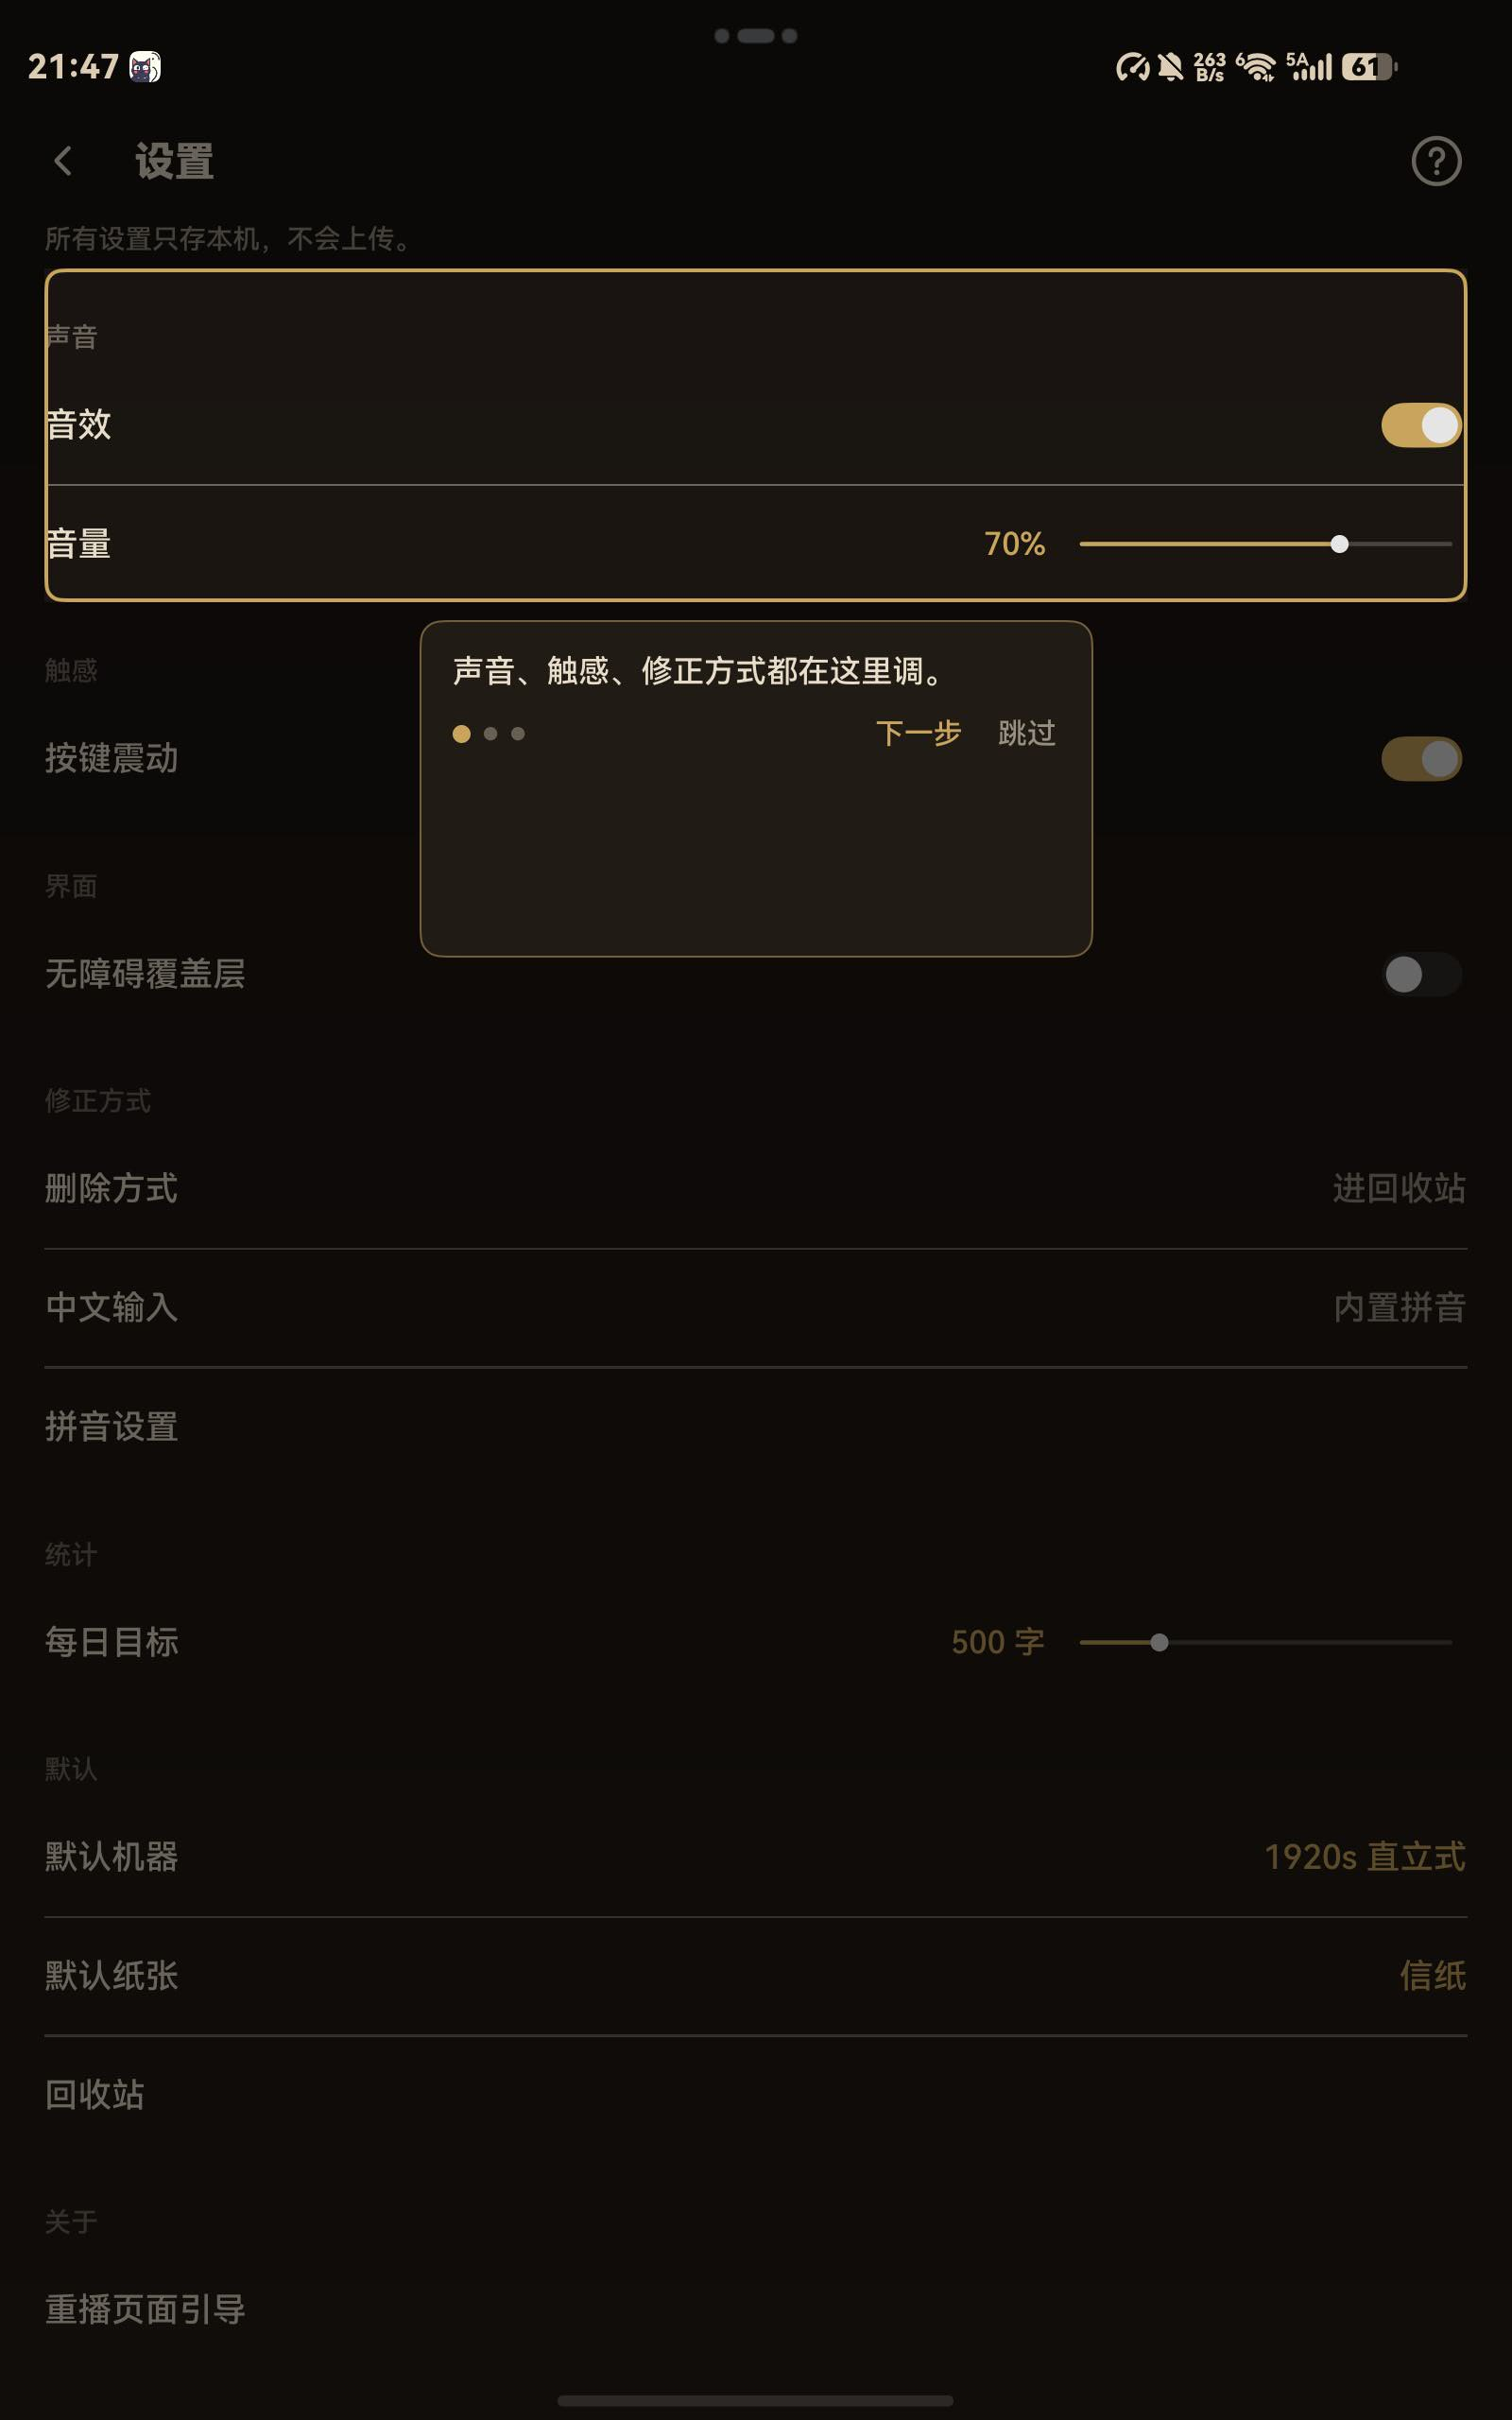 21:47
263 B/s
6
5A
61
设置
所有设置只存本机，不会上传。
声音
音效
音量 70%
声音、触感、修正方式都在这里调。
下一步 跳过
触感
按键震动
界面
无障碍覆盖层
修正方式
删除方式 进回收站
中文输入 内置拼音
拼音设置
统计
每日目标 500 字
默认
默认机器 1920s 直立式
默认纸张 信纸
回收站
关于
重播页面引导